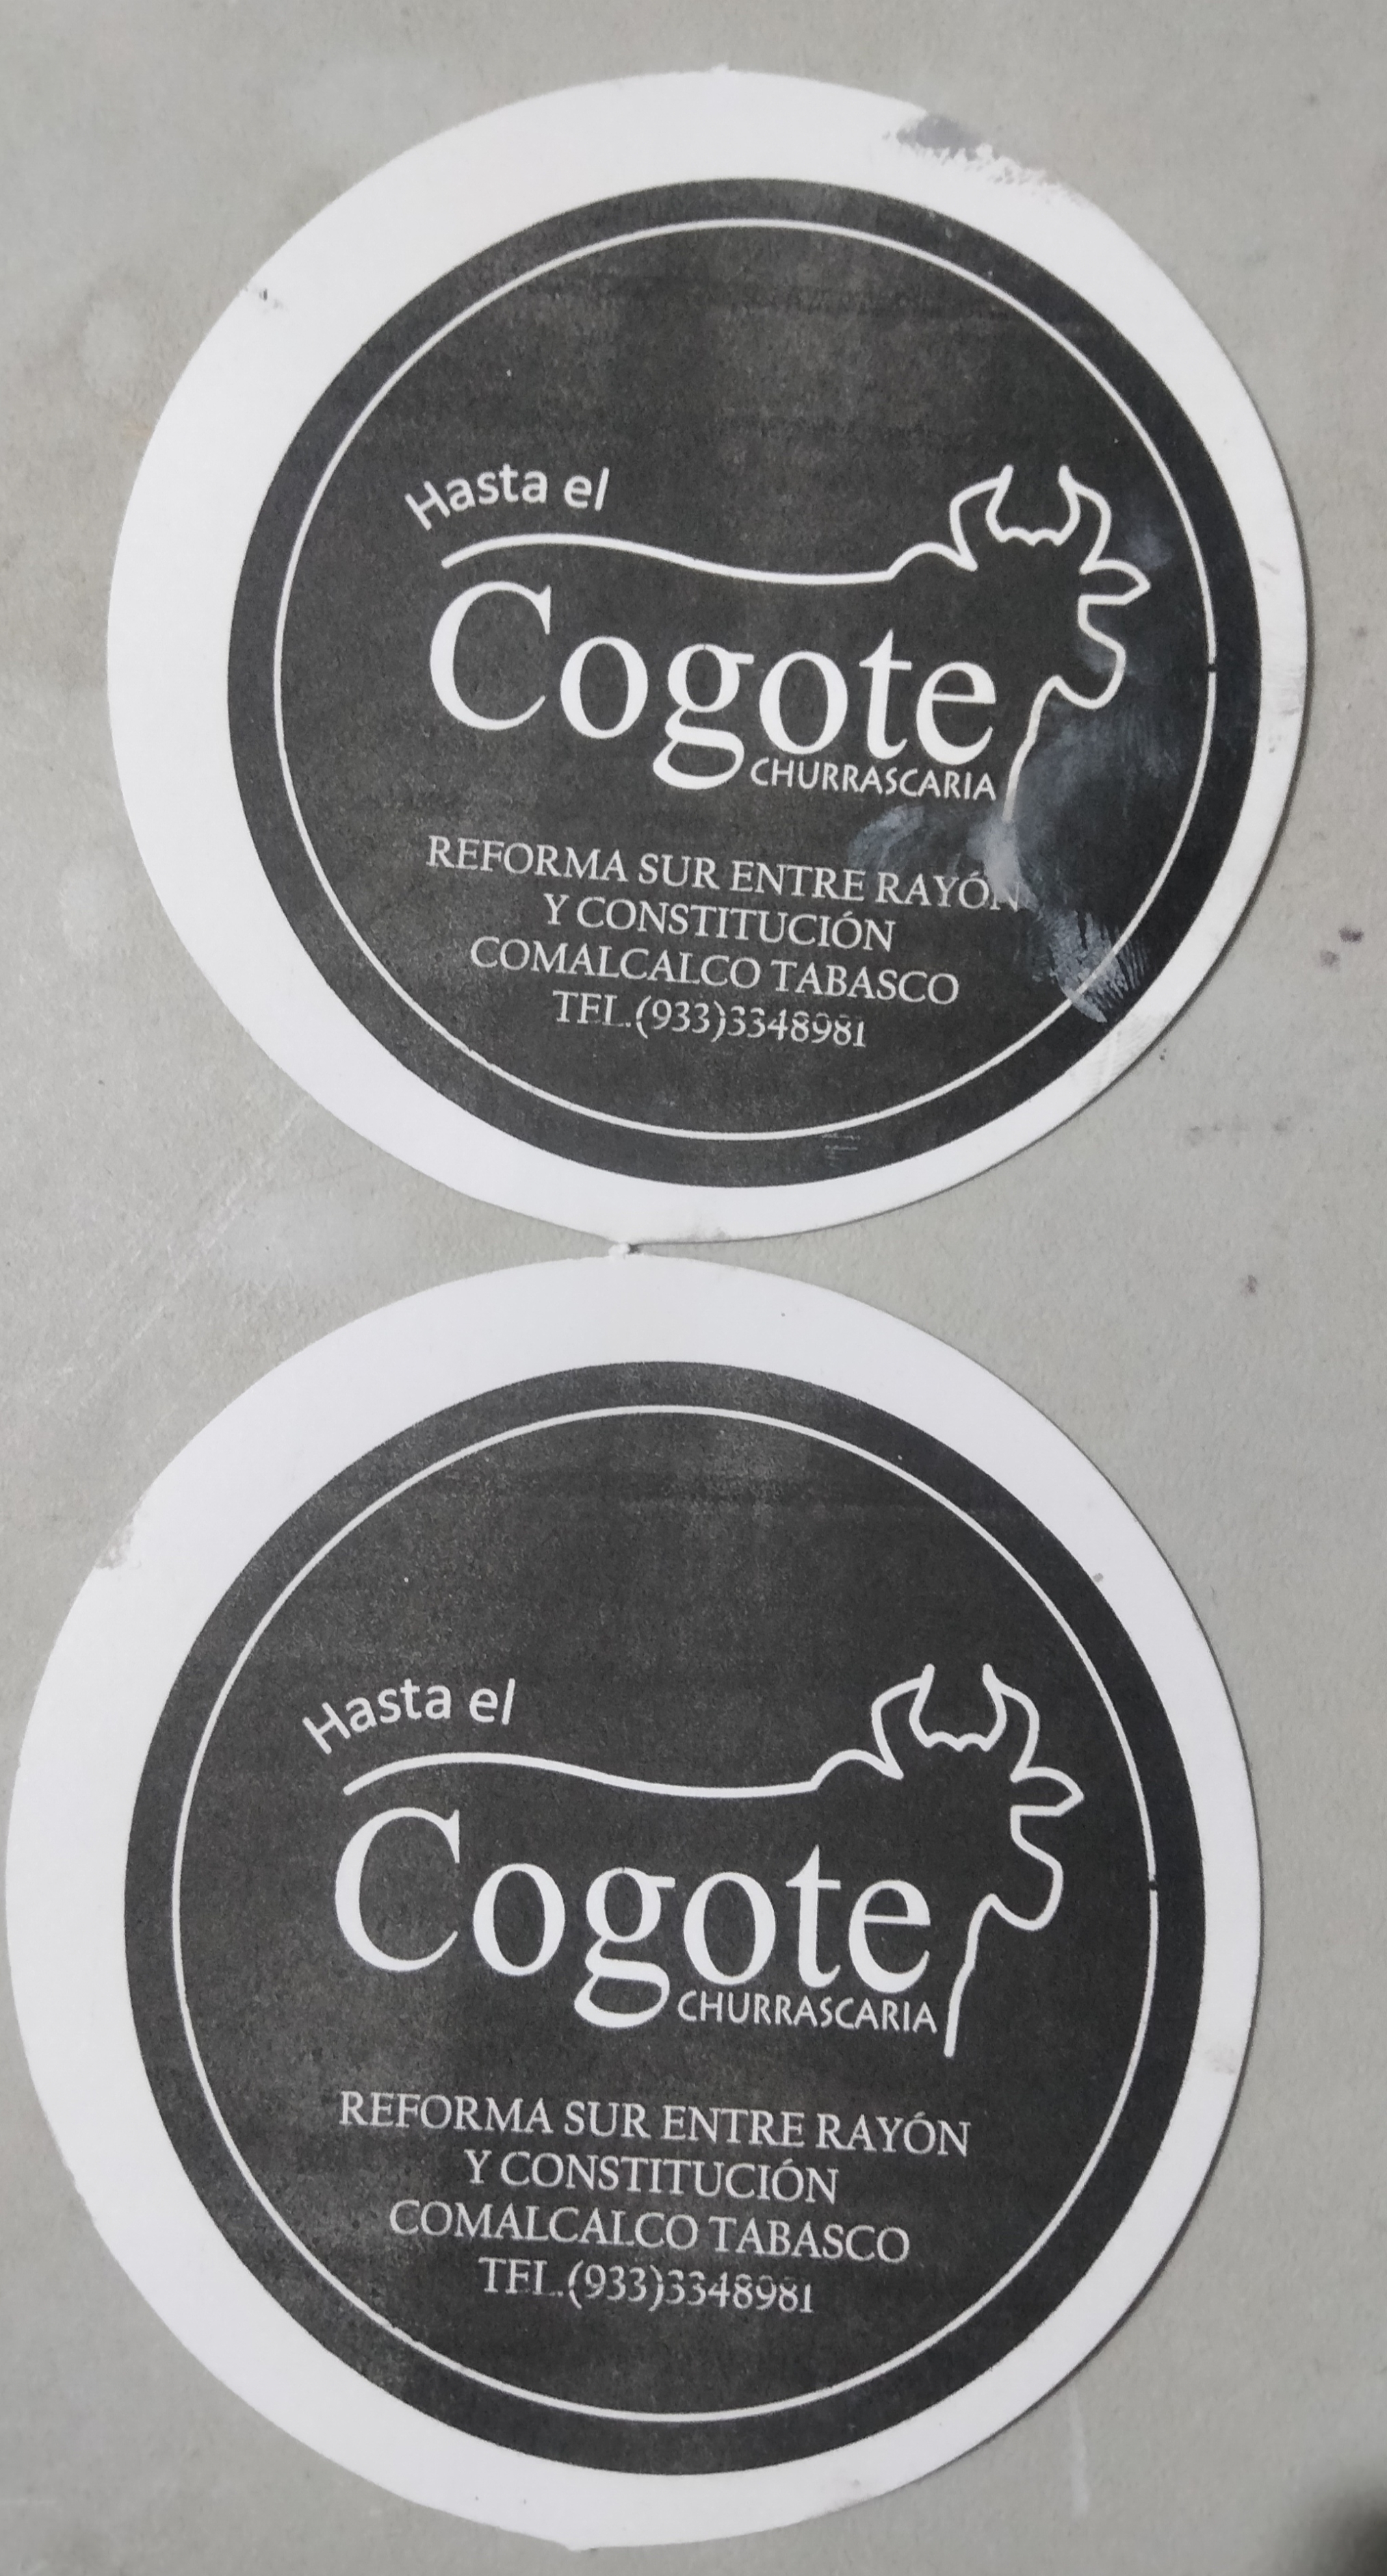 Hasta el
Cogote
CHURRASCARIA
REFORMA SUR ENTRE RAYÓN
Y CONSTITUCIÓN
COMALCALCO TABASCO
TEL.(933)3348981
Hasta el
Cogote
CHURRASCARIA
REFORMA SUR ENTRE RAYÓN
Y CONSTITUCIÓN
COMALCALCO TABASCO
TEL.(933)3348981